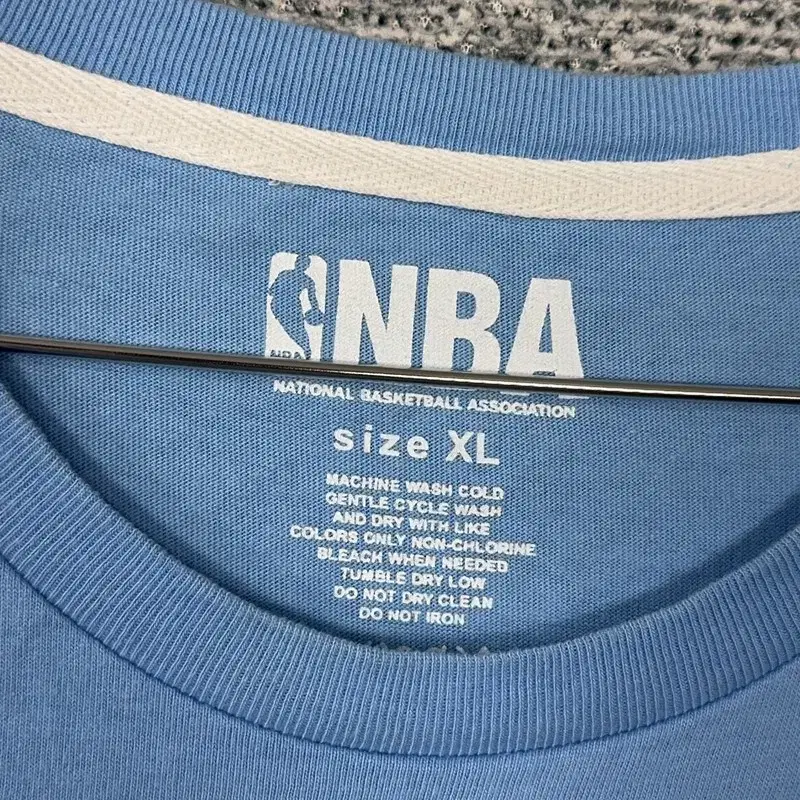 NBA
NBA
NATIONAL BASKETBALL ASSOCIATION
size XL
MACHINE WASH COLD
GENTLE CYCLE WASH
AND DRY WITH LIKE
COLORS ONLY NON-CHLORINE
BLEACH WHEN NEEDED
TUMBLE DRY LOW
DO NOT DRY CLEAN
DO NOT IRON